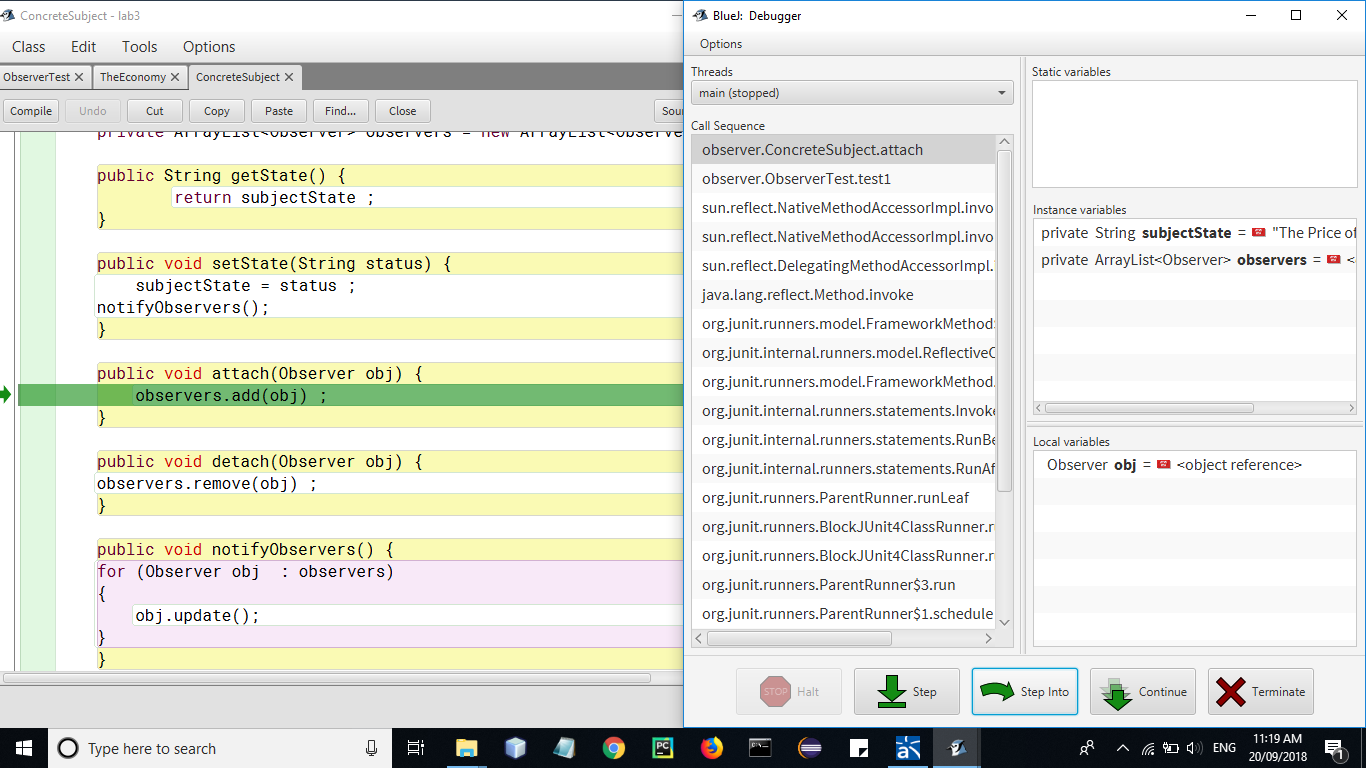 ConcreteSubject - lab3
Class Edit Tools Options
ObserverTest TheEconomy ConcreteSubject
Compile Undo Cut Copy Paste Find... Close Sour
private ArrayList<Observer> observers = new ArrayList<Observe
public String getState() {
return subjectState ;
}
public void setState(String status) {
subjectState = status ;
notifyObservers();
}
public void attach(Observer obj) {
observers.add(obj) ;
}
public void detach(Observer obj) {
observers.remove(obj) ;
}
public void notifyObservers() {
for (Observer obj  : observers)
{
obj.update();
}
}
BlueJ: Debugger
Options
Threads
main (stopped)
Call Sequence
observer.ConcreteSubject.attach
observer.ObserverTest.test1
sun.reflect.NativeMethodAccessorImpl.invo
sun.reflect.NativeMethodAccessorImpl.invo
sun.reflect.DelegatingMethodAccessorImpl.
java.lang.reflect.Method.invoke
org.junit.runners.model.FrameworkMethod
org.junit.internal.runners.model.ReflectiveC
org.junit.runners.model.FrameworkMethod.
org.junit.internal.runners.statements.Invoke
org.junit.internal.runners.statements.RunBe
org.junit.internal.runners.statements.RunAf
org.junit.runners.ParentRunner.runLeaf
org.junit.runners.BlockJUnit4ClassRunner.r
org.junit.runners.BlockJUnit4ClassRunner.r
org.junit.runners.ParentRunner$3.run
org.junit.runners.ParentRunner$1.schedule
Static variables
Instance variables
private String subjectState = "The Price of
private ArrayList<Observer> observers = <
Local variables
Observer obj = <object reference>
STOP Halt Step Step Into Continue Terminate
Type here to search
PC
ENG
11:19 AM
20/09/2018
1